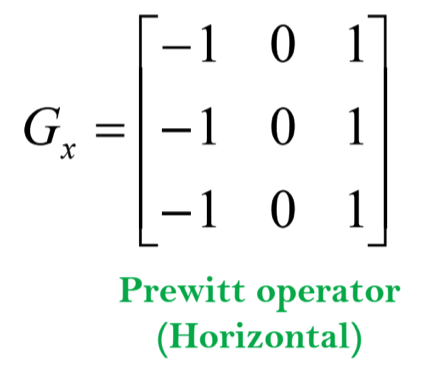 −1 0 1
G_x = −1 0 1
−1 0 1
Prewitt operator
(Horizontal)